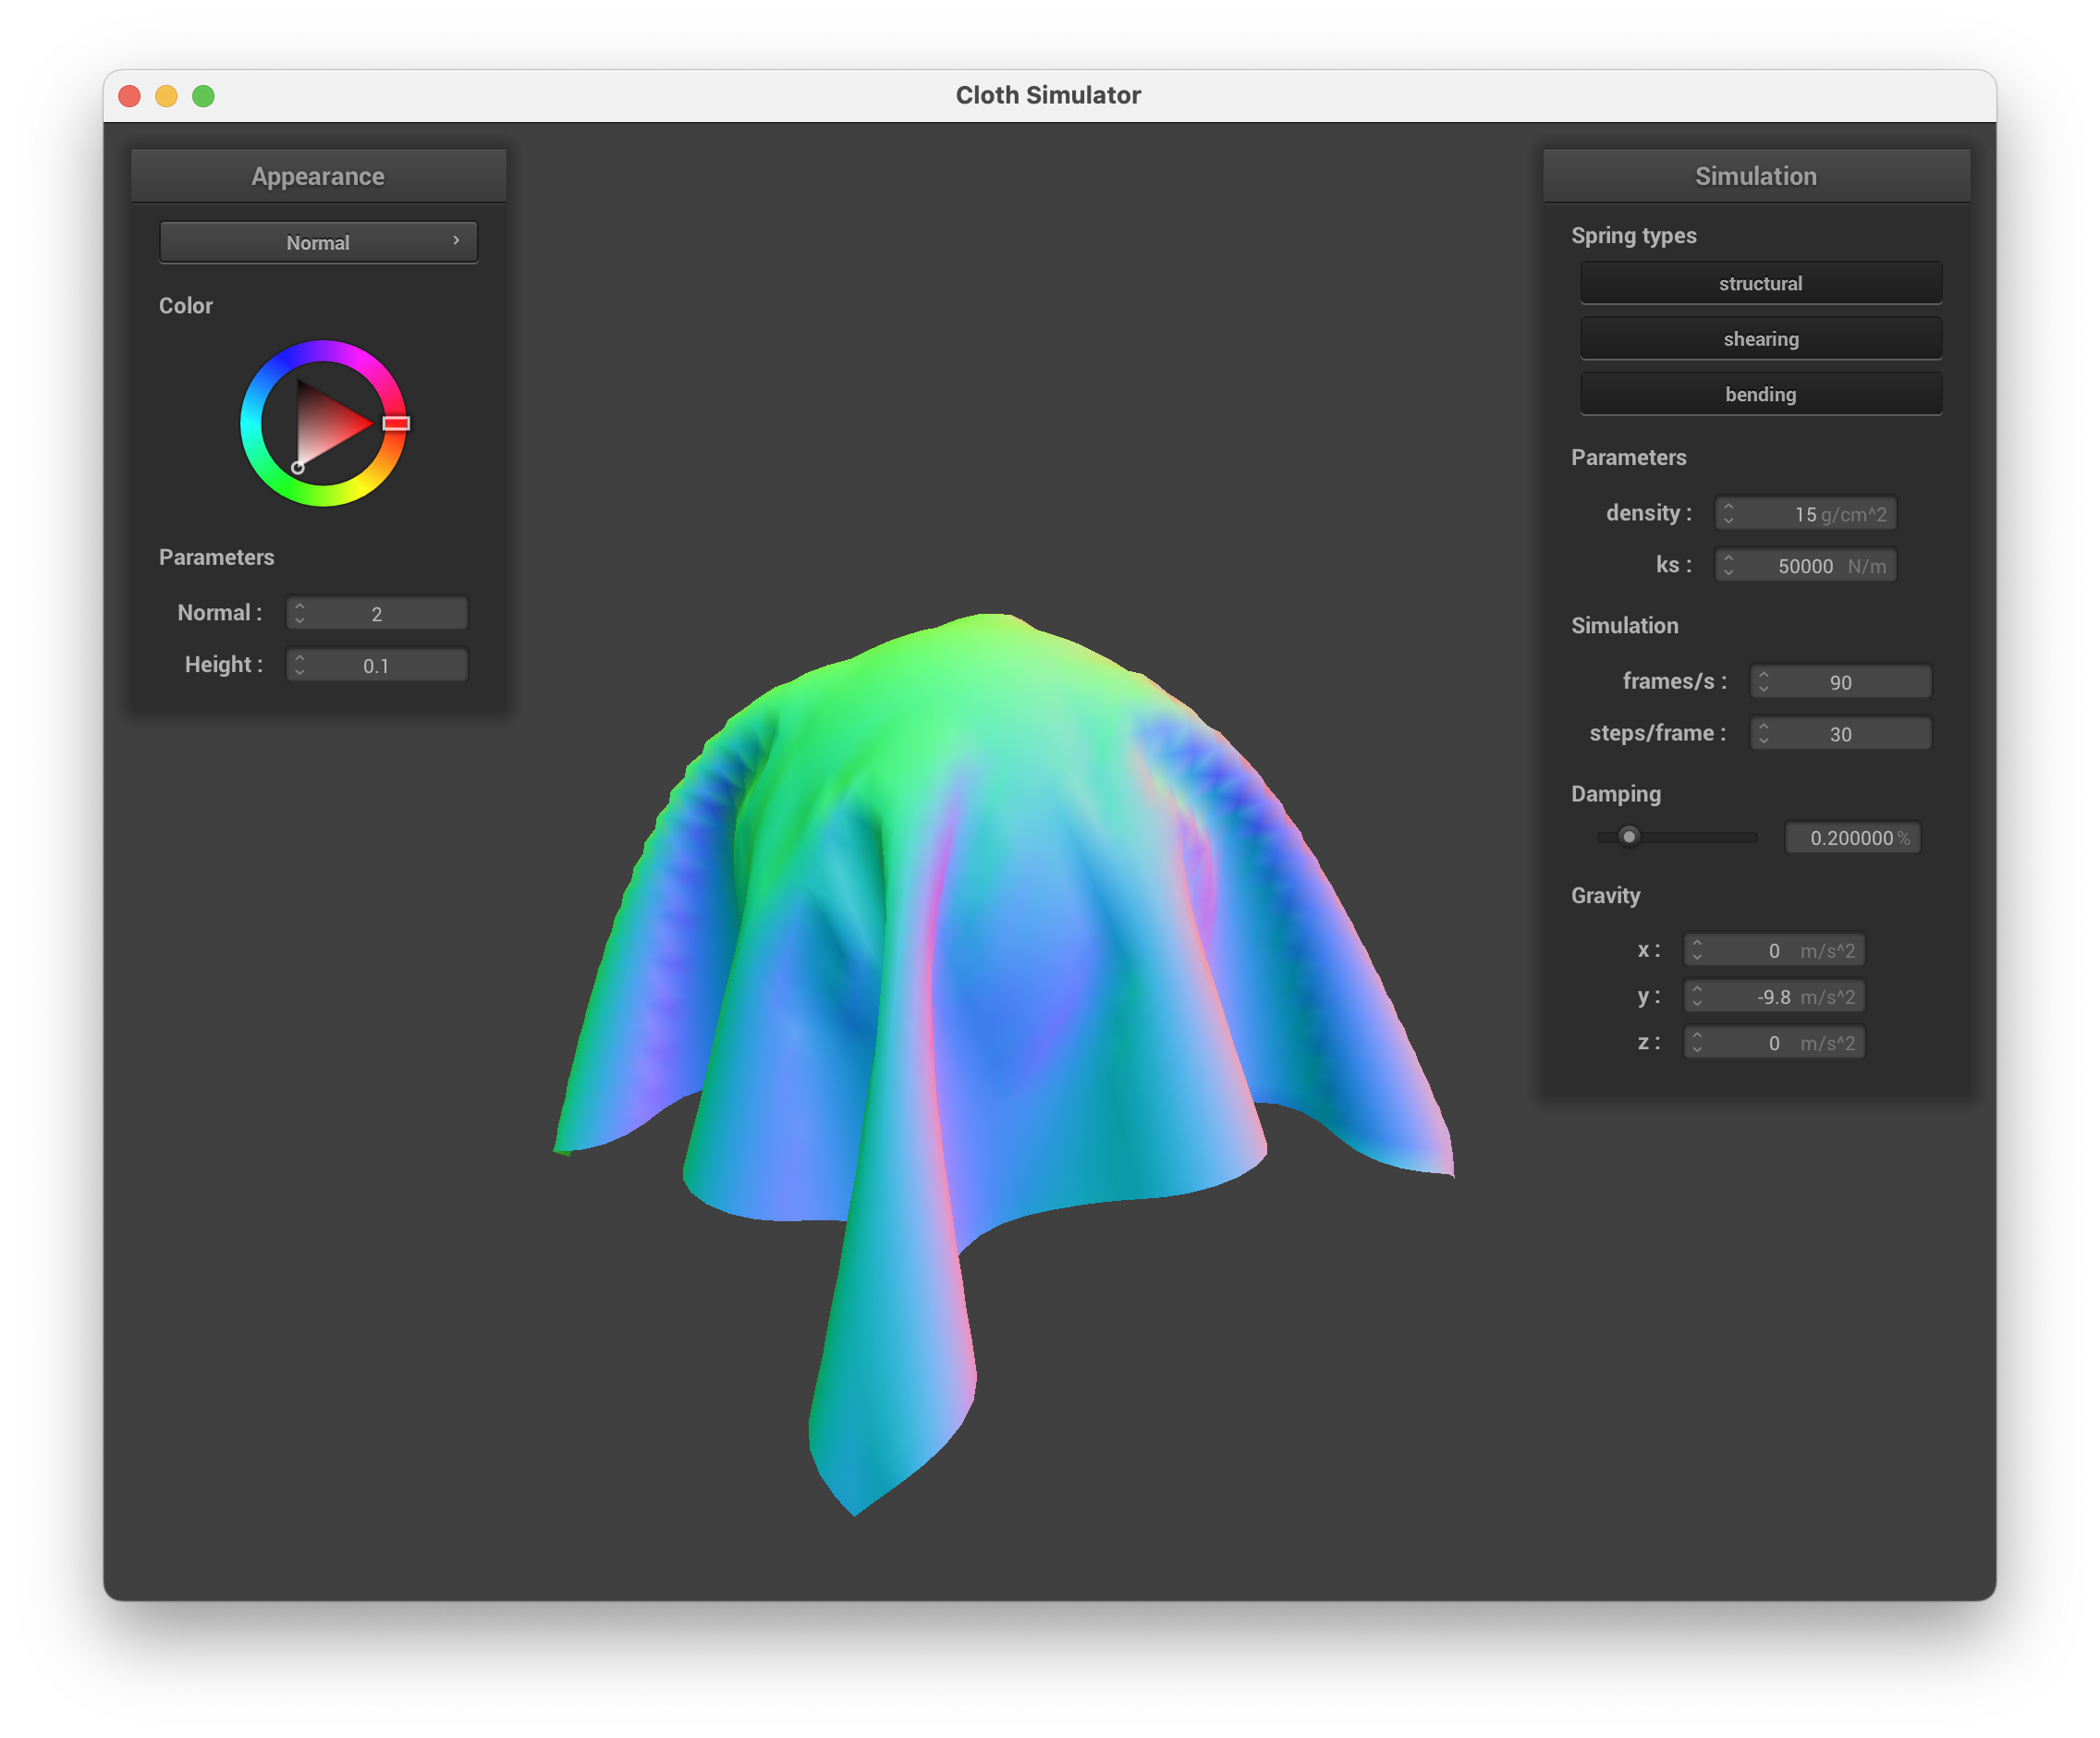 Cloth Simulator
Appearance
Normal
Color
Parameters
Normal : 2
Height : 0.1
Simulation
Spring types
structural
shearing
bending
Parameters
density : 15 g/cm^2
ks : 50000 N/m
Simulation
frames/s : 90
steps/frame : 30
Damping
0.200000 %
Gravity
x : 0 m/s^2
y : -9.8 m/s^2
z : 0 m/s^2